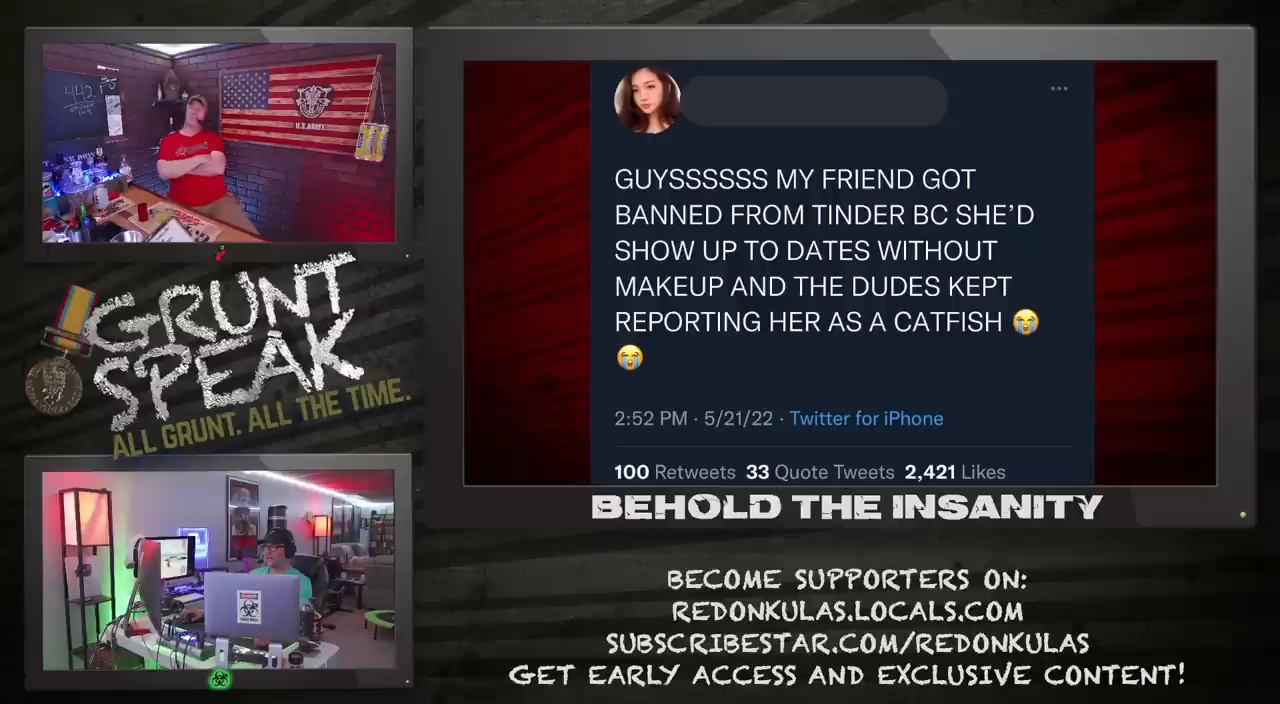 442
U.S. ARMY
GRUNT
SPEAK
ALL GRUNT. ALL THE TIME.
GUYSSSSSS MY FRIEND GOT
BANNED FROM TINDER BC SHE’D
SHOW UP TO DATES WITHOUT
MAKEUP AND THE DUDES KEPT
REPORTING HER AS A CATFISH 😭
😭
2:52 PM · 5/21/22 · Twitter for iPhone
100 Retweets 33 Quote Tweets 2,421 Likes
BEHOLD THE INSANITY
BECOME SUPPORTERS ON:
REDONKULAS.LOCALS.COM
SUBSCRIBESTAR.COM/REDONKULAS
GET EARLY ACCESS AND EXCLUSIVE CONTENT!